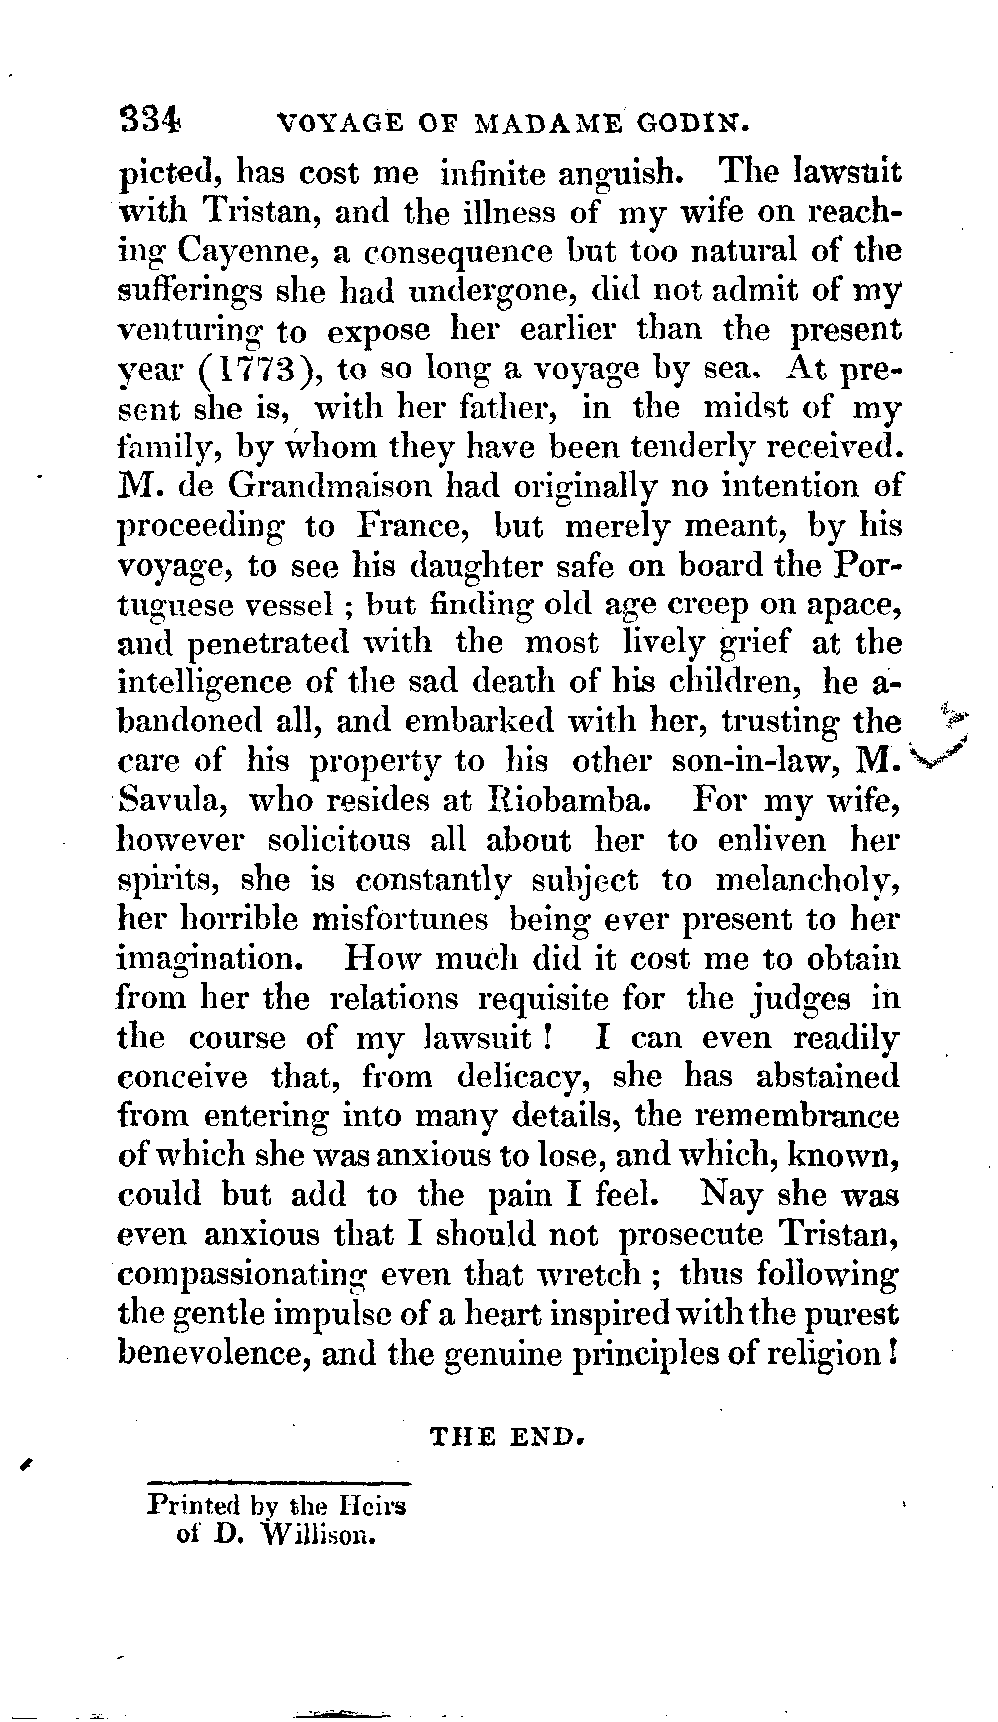 334 VOYAGE OF MADAME GODIN.
picted, has cost me infinite anguish. The lawsuit
with Tristan, and the illness of my wife on reach-
ing Cayenne, a consequence but too natural of the
sufferings she had undergone, did not admit of my
venturing to expose her earlier than the present
year (1773), to so long a voyage by sea. At pre-
sent she is, with her father, in the midst of my
family, by whom they have been tenderly received.
M. de Grandmaison had originally no intention of
proceeding to France, but merely meant, by his
voyage, to see his daughter safe on board the Por-
tuguese vessel ; but finding old age creep on apace,
and penetrated with the most lively grief at the
intelligence of the sad death of his children, he a-
bandoned all, and embarked with her, trusting the
care of his property to his other son-in-law, M.
Savula, who resides at Riobamba. For my wife,
however solicitous all about her to enliven her
spirits, she is constantly subject to melancholy,
her horrible misfortunes being ever present to her
imagination. How much did it cost me to obtain
from her the relations requisite for the judges in
the course of my lawsuit ! I can even readily
conceive that, from delicacy, she has abstained
from entering into many details, the remembrance
of which she was anxious to lose, and which, known,
could but add to the pain I feel. Nay she was
even anxious that I should not prosecute Tristan,
compassionating even that wretch ; thus following
the gentle impulse of a heart inspired with the purest
benevolence, and the genuine principles of religion !
THE END.
Printed by the Heirs
of D. Willison.